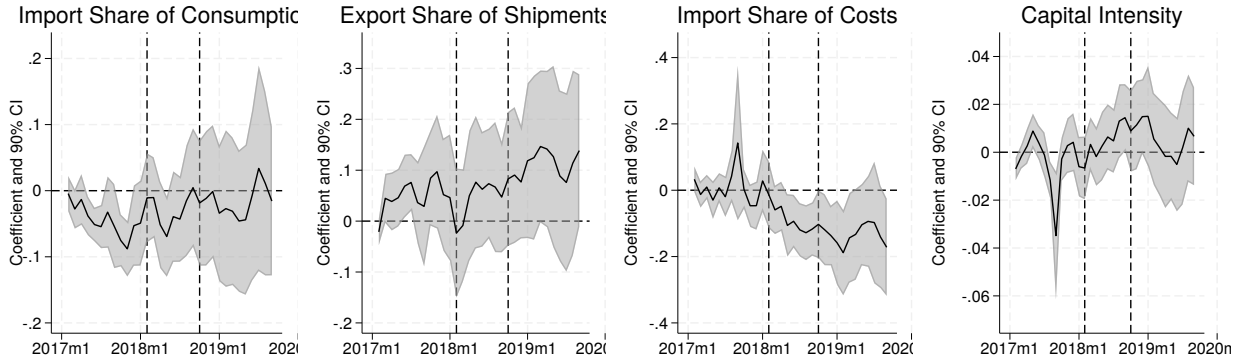 Import Share of Consumptic
Coefficient and 90% CI
.2
.1
0
-.1
-.2
2017m1 2018m1 2019m1 202(
Export Share of Shipments
Coefficient and 90% CI
.3
.2
.1
0
-.1
-.2
2017m1 2018m1 2019m1 202(
Import Share of Costs
Coefficient and 90% CI
.4
.2
0
-.2
-.4
2017m1 2018m1 2019m1 202(
Capital Intensity
Coefficient and 90% CI
.04
.02
0
-.02
-.04
-.06
2017m1 2018m1 2019m1 2020n